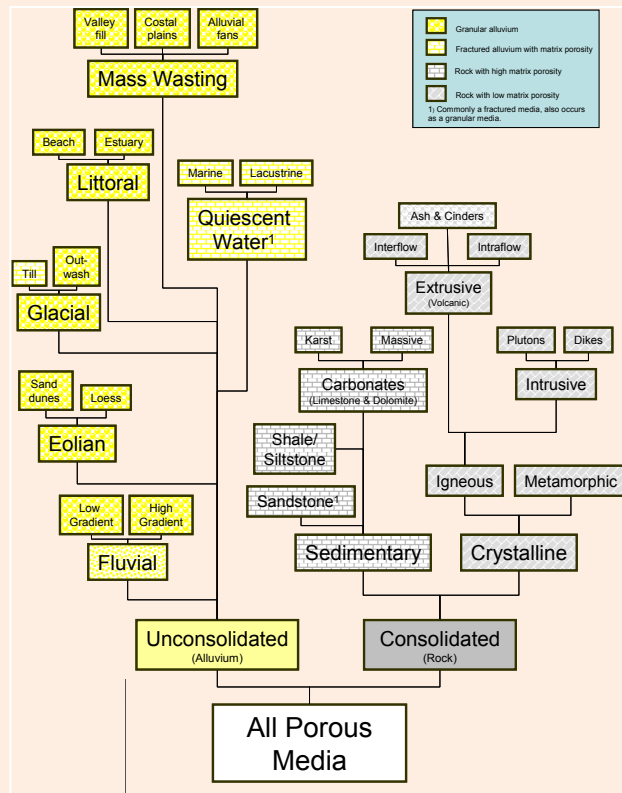 Valley
fill
Costal
plains
Alluvial
fans
Mass Wasting
Granular alluvium
Fractured alluvium with matrix porosity
Rock with high matrix porosity
Rock with low matrix porosity
1) Commonly a fractured media, also occurs
as a granular media.
Beach
Estuary
Littoral
Marine
Lacustrine
Quiescent
Water1
Ash & Cinders
Interflow
Intraflow
Extrusive
(Volcanic)
Till
Out-
wash
Glacial
Karst
Massive
Carbonates
(Limestone & Dolomite)
Plutons
Dikes
Intrusive
Sand
dunes
Loess
Eolian
Shale/
Siltstone
Sandstone1
Igneous
Metamorphic
Low
Gradient
High
Gradient
Fluvial
Sedimentary
Crystalline
Unconsolidated
(Alluvium)
Consolidated
(Rock)
All Porous
Media